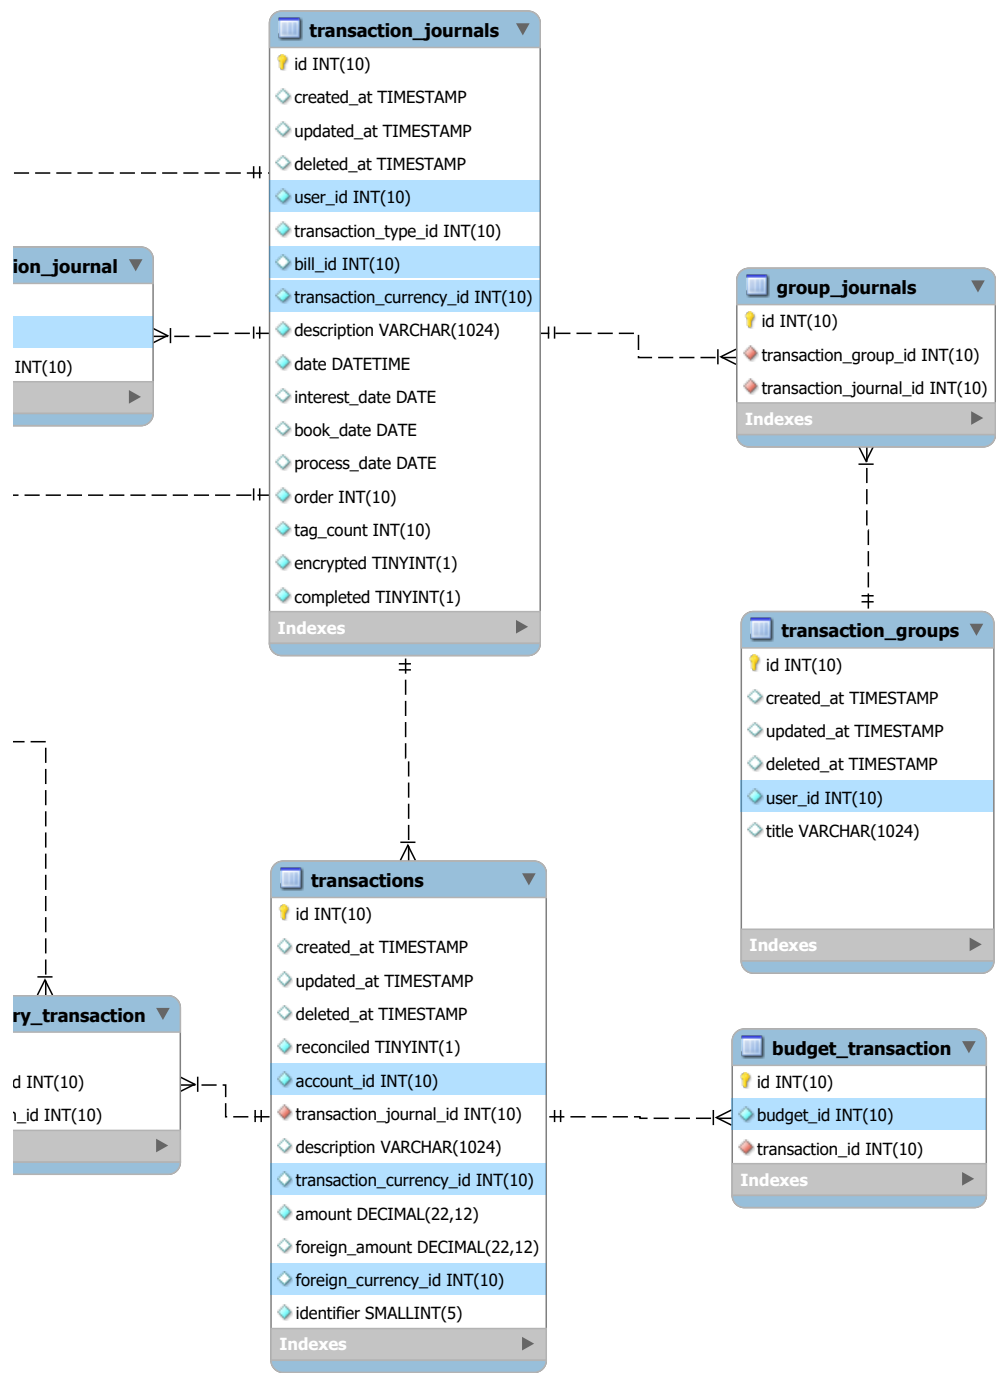 transaction_journals
id INT(10)
created_at TIMESTAMP
updated_at TIMESTAMP
deleted_at TIMESTAMP
user_id INT(10)
transaction_type_id INT(10)
bill_id INT(10)
transaction_currency_id INT(10)
description VARCHAR(1024)
date DATETIME
interest_date DATE
book_date DATE
process_date DATE
order INT(10)
tag_count INT(10)
encrypted TINYINT(1)
completed TINYINT(1)
Indexes
ion_journal
INT(10)
group_journals
id INT(10)
transaction_group_id INT(10)
transaction_journal_id INT(10)
Indexes
transaction_groups
id INT(10)
created_at TIMESTAMP
updated_at TIMESTAMP
deleted_at TIMESTAMP
user_id INT(10)
title VARCHAR(1024)
Indexes
transactions
id INT(10)
created_at TIMESTAMP
updated_at TIMESTAMP
deleted_at TIMESTAMP
reconciled TINYINT(1)
account_id INT(10)
transaction_journal_id INT(10)
description VARCHAR(1024)
transaction_currency_id INT(10)
amount DECIMAL(22,12)
foreign_amount DECIMAL(22,12)
foreign_currency_id INT(10)
identifier SMALLINT(5)
Indexes
ry_transaction
d INT(10)
n_id INT(10)
budget_transaction
id INT(10)
budget_id INT(10)
transaction_id INT(10)
Indexes